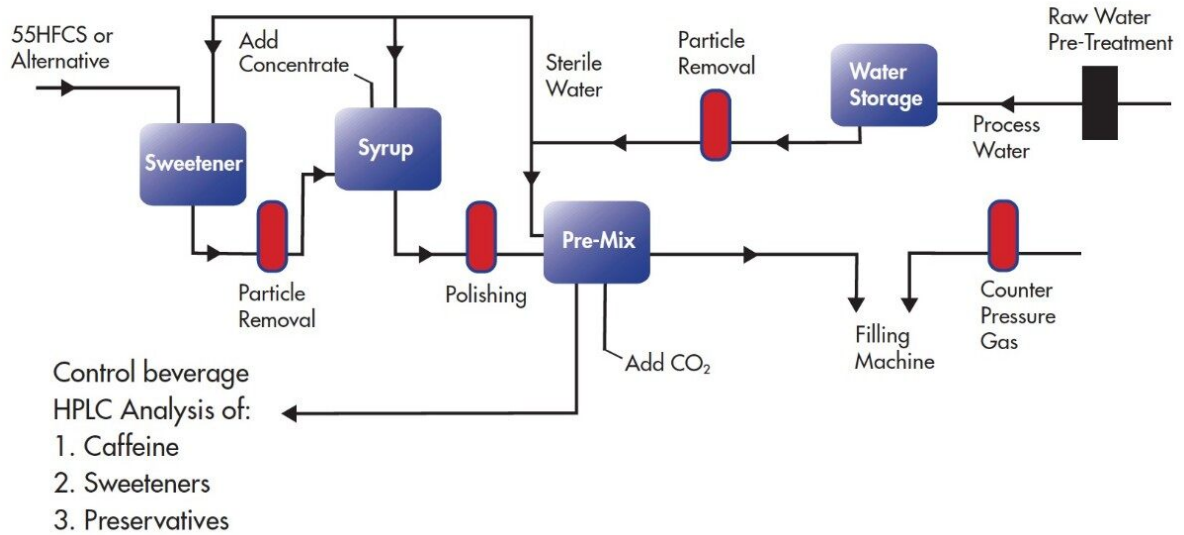 55HFCS or
Alternative
Add
Concentrate
Sterile
Water
Particle
Removal
Water
Storage
Raw Water
Pre-Treatment
Process
Water
Sweetener
Syrup
Pre-Mix
Particle
Removal
Polishing
Counter
Pressure
Gas
Filling
Machine
Add CO₂
Control beverage
HPLC Analysis of:
1. Caffeine
2. Sweeteners
3. Preservatives